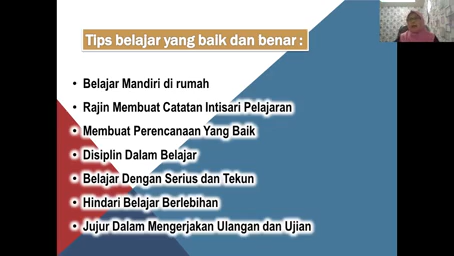 Tips belajar yang baik dan benar :
• Belajar Mandiri di rumah
• Rajin Membuat Catatan Intisari Pelajaran
• Membuat Perencanaan Yang Baik
• Disiplin Dalam Belajar
• Belajar Dengan Serius dan Tekun
• Hindari Belajar Berlebihan
• Jujur Dalam Mengerjakan Ulangan dan Ujian